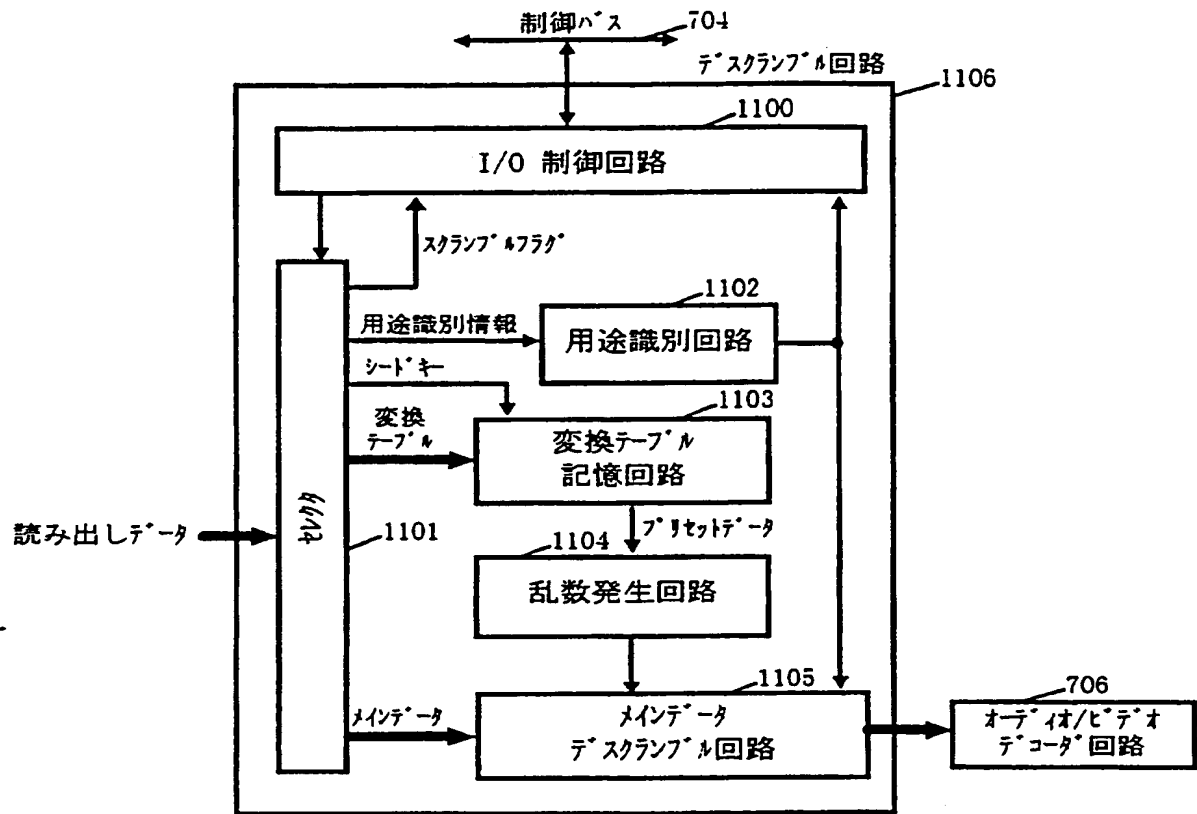 制御バス
704
デスクランブル回路
1106
1100
I/O 制御回路
スクランブルフラグ
1102
用途識別情報
用途識別回路
シードキー
1103
変換
テーブル
変換テーブル
記憶回路
セレクタ
読み出しデータ
1101
プリセットデータ
1104
乱数発生回路
1105
メインデータ
メインデータ
デスクランブル回路
706
オーディオ/ビデオ
デコーダ回路